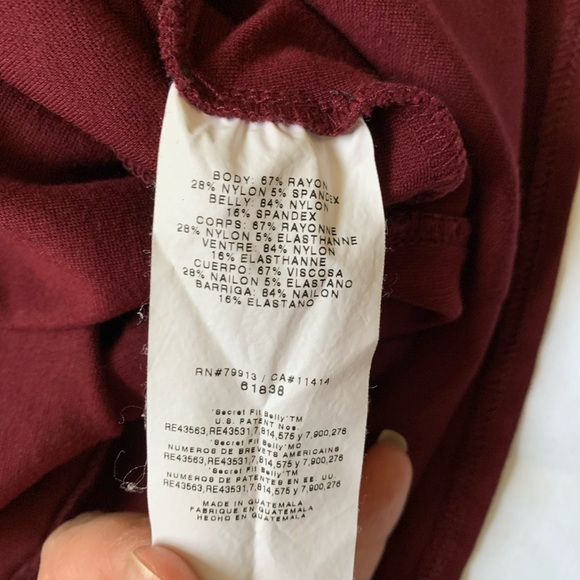 BODY: 67% RAYON
28% NYLON 5% SPANDEX
BELLY: 84% NYLON
16% SPANDEX
CORPS: 67% RAYONNE
28% NYLON 5% ELASTHANNE
VENTRE: 84% NYLON
16% ELASTHANNE
CUERPO: 67% VISCOSA
28% NAILON 5% ELASTANO
BARRIGA: 84% NAILON
16% ELASTANO
RN#79913 / CA#11414
61838
"Secret Fit Belly"TM
U.S. PATENT Nos.
RE43563,RE43531,7,814,575 y 7,900,276
"Secret Fit Belly"MC
NUMEROS DE BREVETS AMERICAINS
RE43563,RE43531,7,814,575 y 7,900,276
"Secret Fit Belly"TM
NUMEROS DE PATENTES EN EE. UU.
RE43563,RE43531,7,814,575 y 7,900,276
MADE IN GUATEMALA
FABRIQUE EN GUATEMALA
HECHO EN GUATEMALA